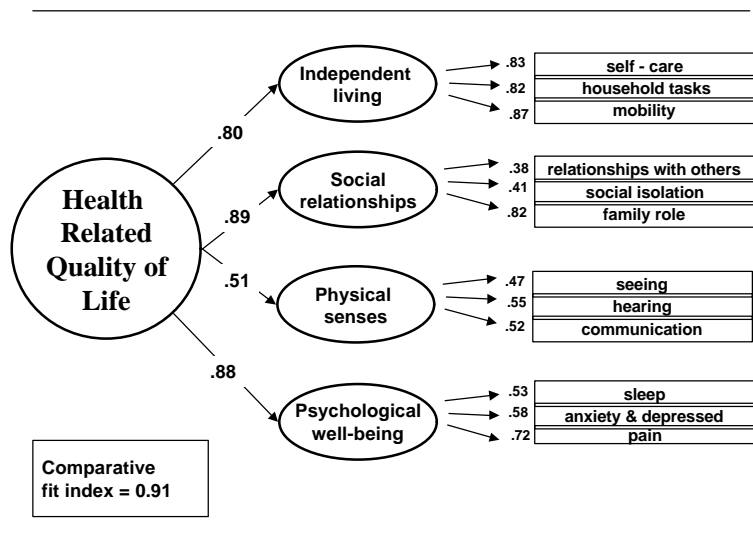 Health
Related
Quality of
Life
.80
.89
.51
.88
Independent
living
.83
self - care
.82
household tasks
.87
mobility
Social
relationships
.38
relationships with others
.41
social isolation
.82
family role
Physical
senses
.47
seeing
.55
hearing
.52
communication
Psychological
well-being
.53
sleep
.58
anxiety & depressed
.72
pain
Comparative
fit index = 0.91